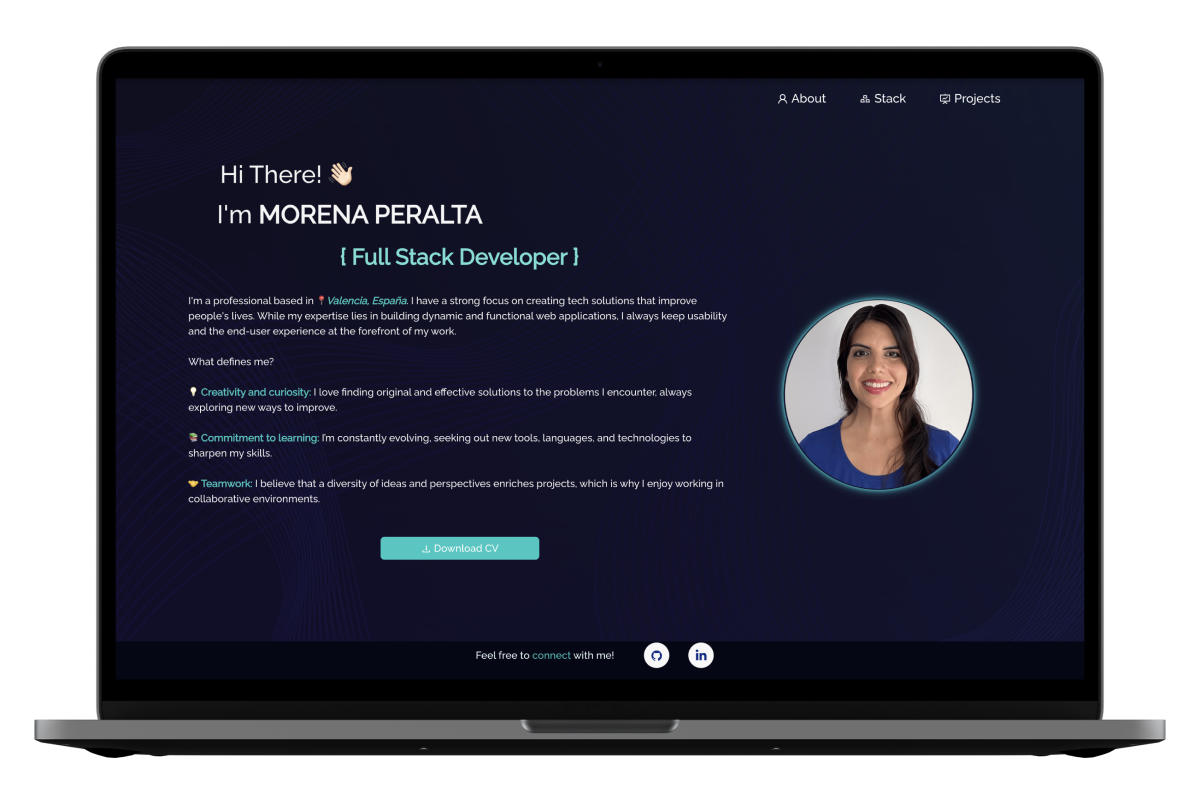 About Stack Projects
Hi There! 👋🏻
I'm MORENA PERALTA
{ Full Stack Developer }
I'm a professional based in 📍Valencia, España. I have a strong focus on creating tech solutions that improve
people's lives. While my expertise lies in building dynamic and functional web applications, I always keep usability
and the end-user experience at the forefront of my work.
What defines me?
💡 Creativity and curiosity: I love finding original and effective solutions to the problems I encounter, always
exploring new ways to improve.
📚 Commitment to learning: I'm constantly evolving, seeking out new tools, languages, and technologies to
sharpen my skills.
🤝 Teamwork: I believe that a diversity of ideas and perspectives enriches projects, which is why I enjoy working in
collaborative environments.
Download CV
Feel free to connect with me!
in